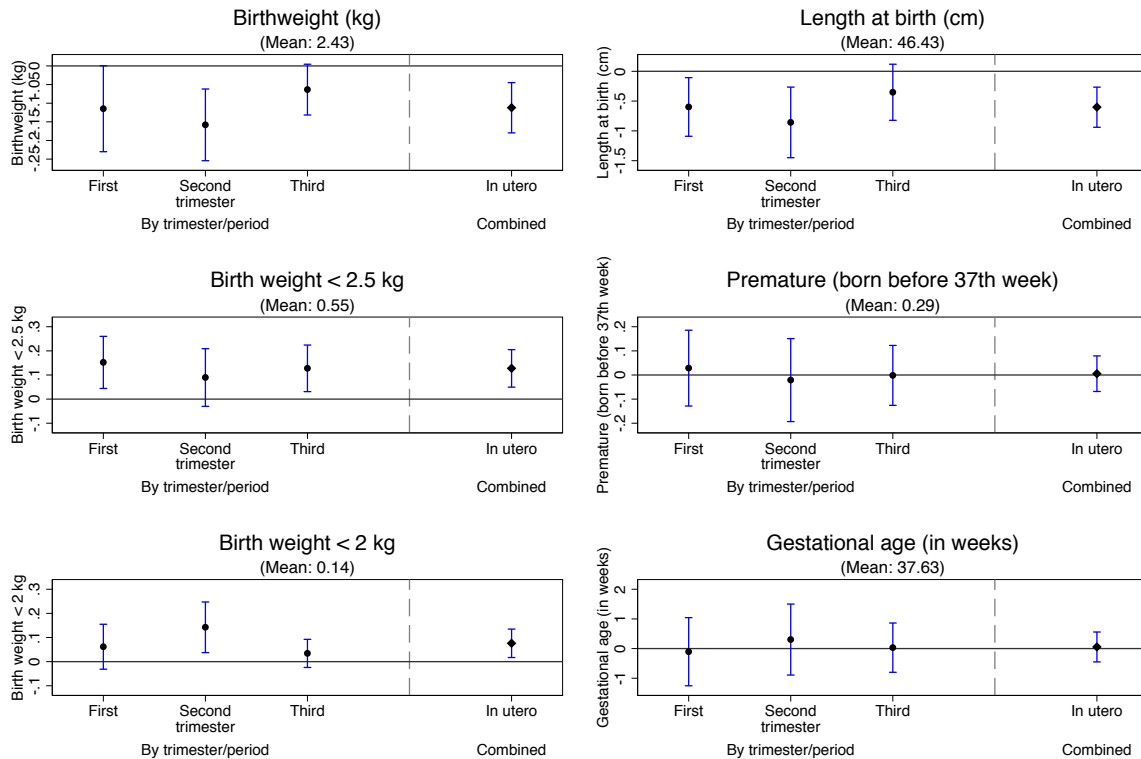 Birthweight (kg)
(Mean: 2.43)
Birthweight (kg)
-.25-.2-.15-.1-.050
First
Second
trimester
Third
In utero
By trimester/period
Combined
Length at birth (cm)
(Mean: 46.43)
Length at birth (cm)
-1.5 -1 -.5 0
First
Second
trimester
Third
In utero
By trimester/period
Combined
Birth weight < 2.5 kg
(Mean: 0.55)
Birth weight < 2.5 kg
-.1 0 .1 .2 .3
First
Second
trimester
Third
In utero
By trimester/period
Combined
Premature (born before 37th week)
(Mean: 0.29)
Premature (born before 37th week)
-.2 -.1 0 .1 .2
First
Second
trimester
Third
In utero
By trimester/period
Combined
Birth weight < 2 kg
(Mean: 0.14)
Birth weight < 2 kg
-.1 0 .1 .2 .3
First
Second
trimester
Third
In utero
By trimester/period
Combined
Gestational age (in weeks)
(Mean: 37.63)
Gestational age (in weeks)
-1 0 1 2
First
Second
trimester
Third
In utero
By trimester/period
Combined